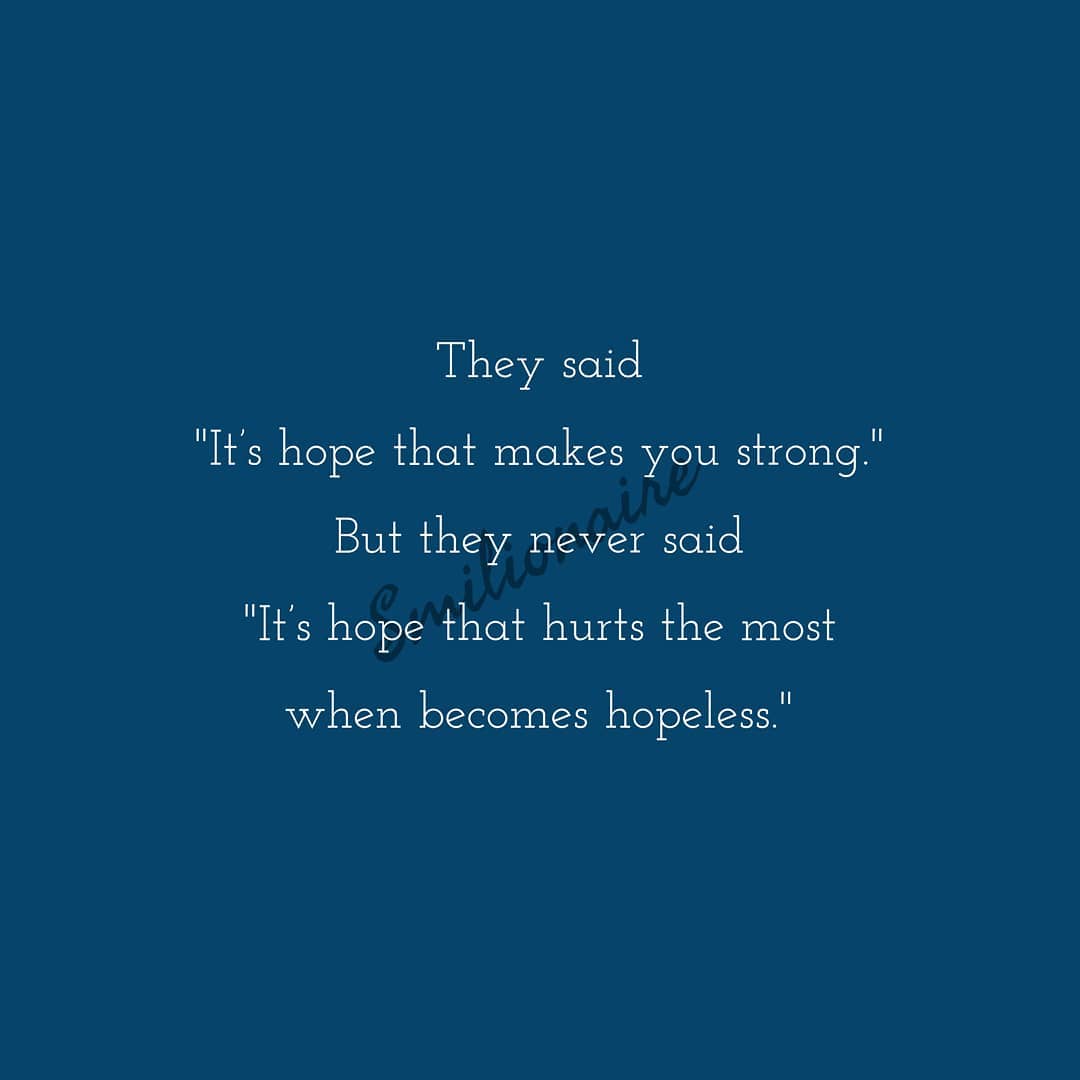 They said
"It's hope that makes you strong."
But they never said
"It's hope that hurts the most
when becomes hopeless."
Emilionaire